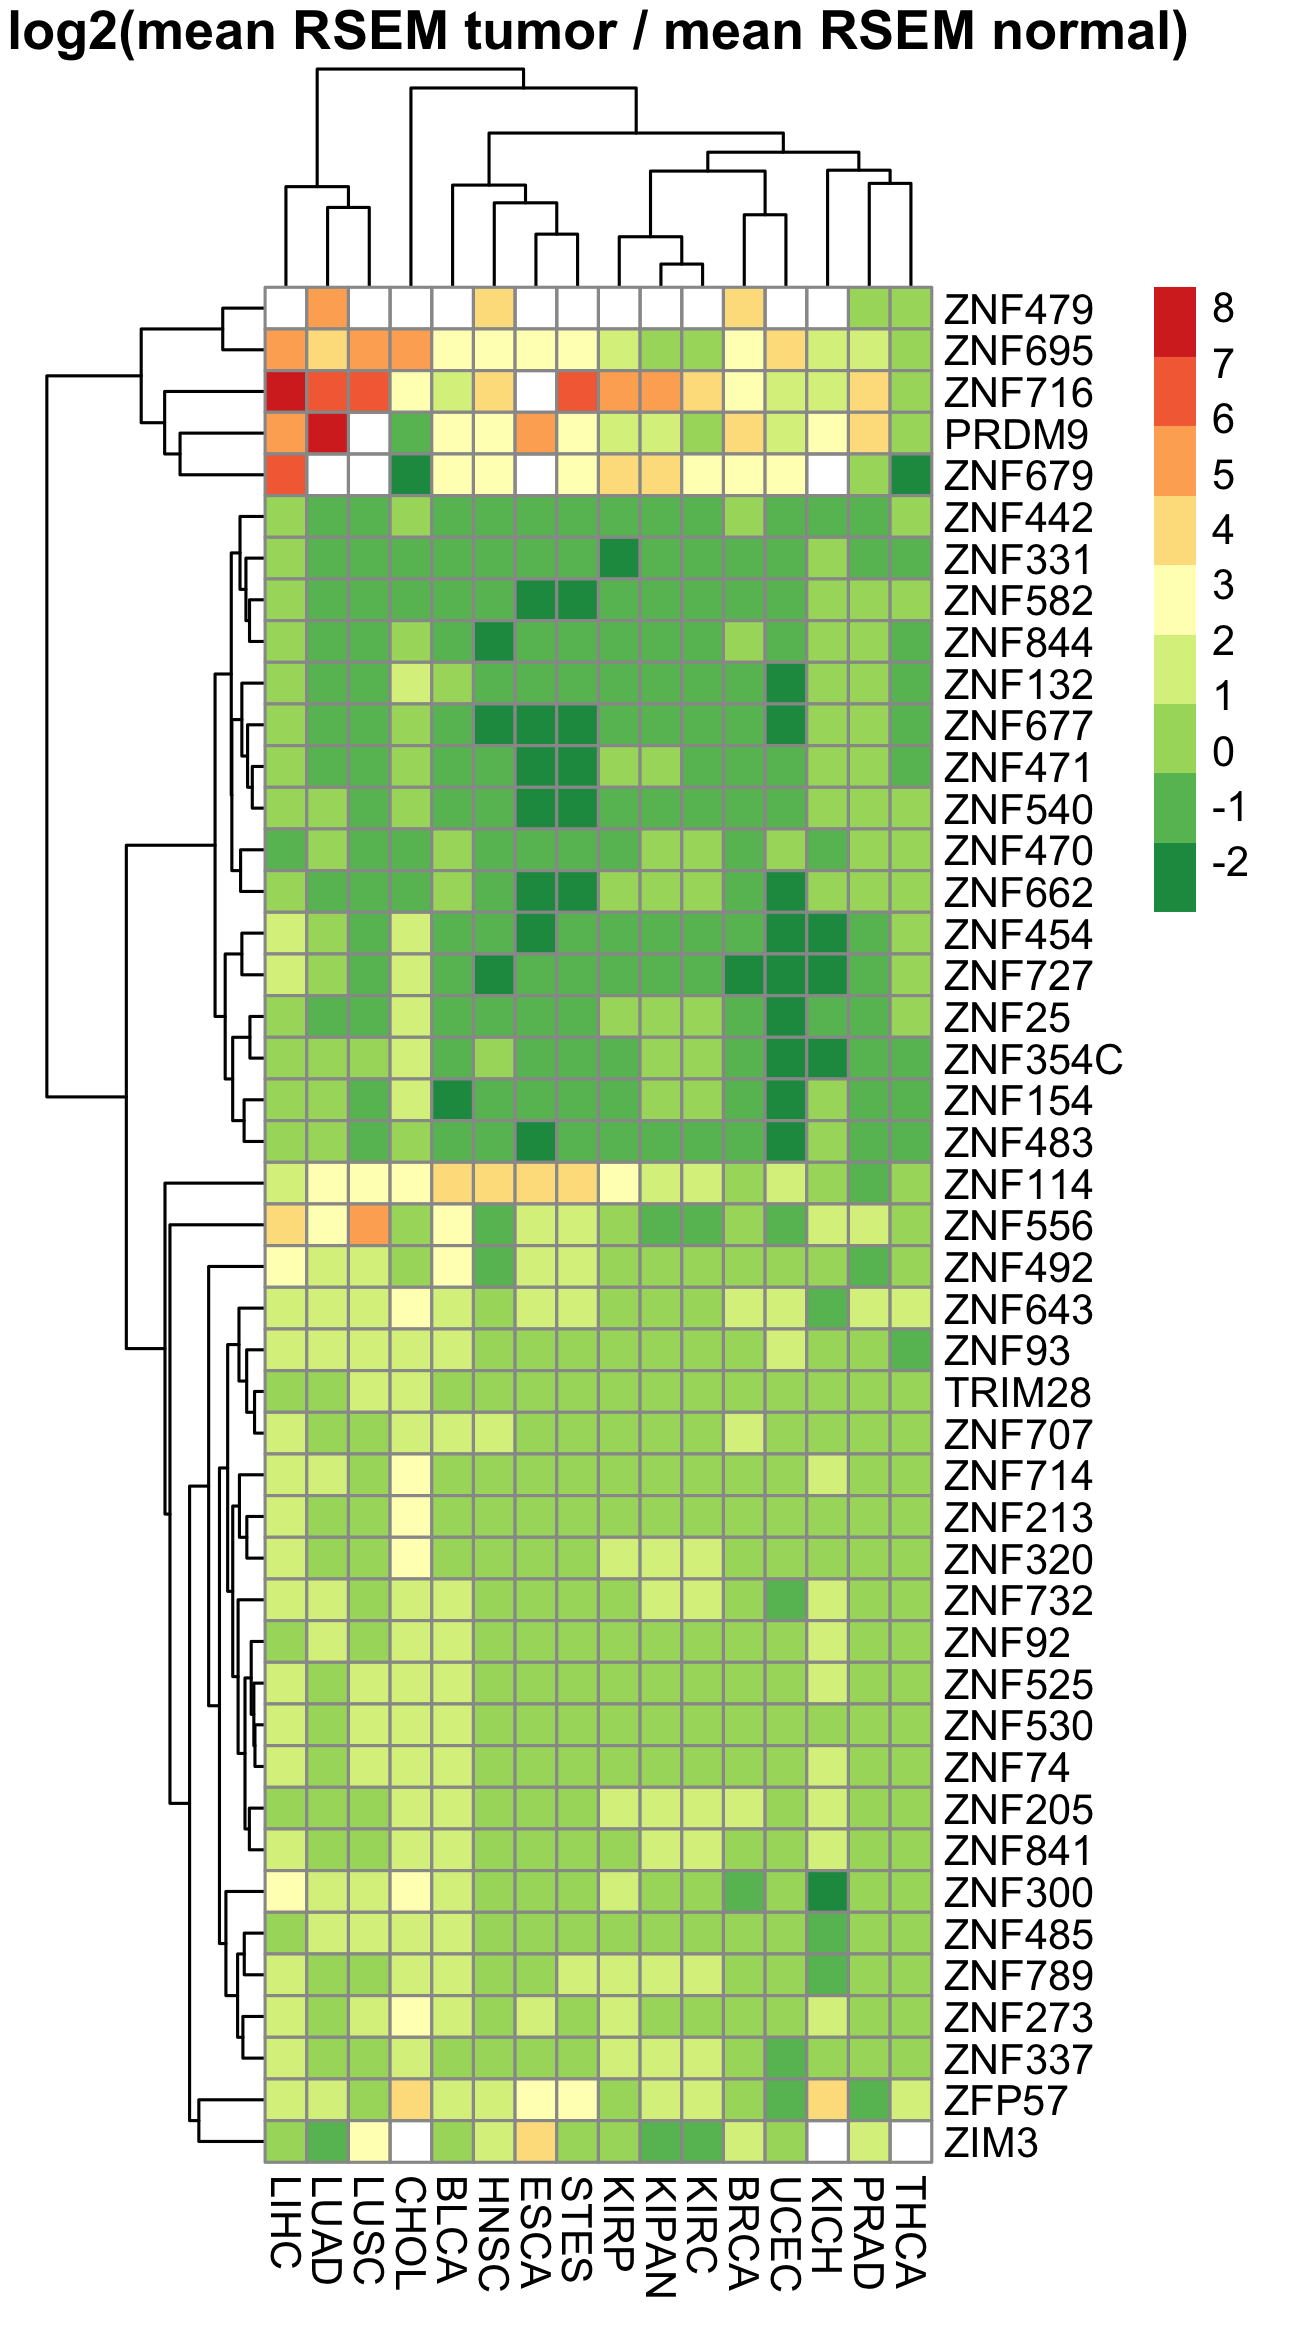 log2(mean RSEM tumor / mean RSEM normal)
ZNF479
ZNF695
ZNF716
PRDM9
ZNF679
ZNF442
ZNF331
ZNF582
ZNF844
ZNF132
ZNF677
ZNF471
ZNF540
ZNF470
ZNF662
ZNF454
ZNF727
ZNF25
ZNF354C
ZNF154
ZNF483
ZNF114
ZNF556
ZNF492
ZNF643
ZNF93
TRIM28
ZNF707
ZNF714
ZNF213
ZNF320
ZNF732
ZNF92
ZNF525
ZNF530
ZNF74
ZNF205
ZNF841
ZNF300
ZNF485
ZNF789
ZNF273
ZNF337
ZFP57
ZIM3
8
7
6
5
4
3
2
1
0
-1
-2
LIHC
LUAD
LUSC
CHOL
BLCA
HNSC
ESCA
STES
KIRP
KIPAN
KIRC
BRCA
UCEC
KICH
PRAD
THCA